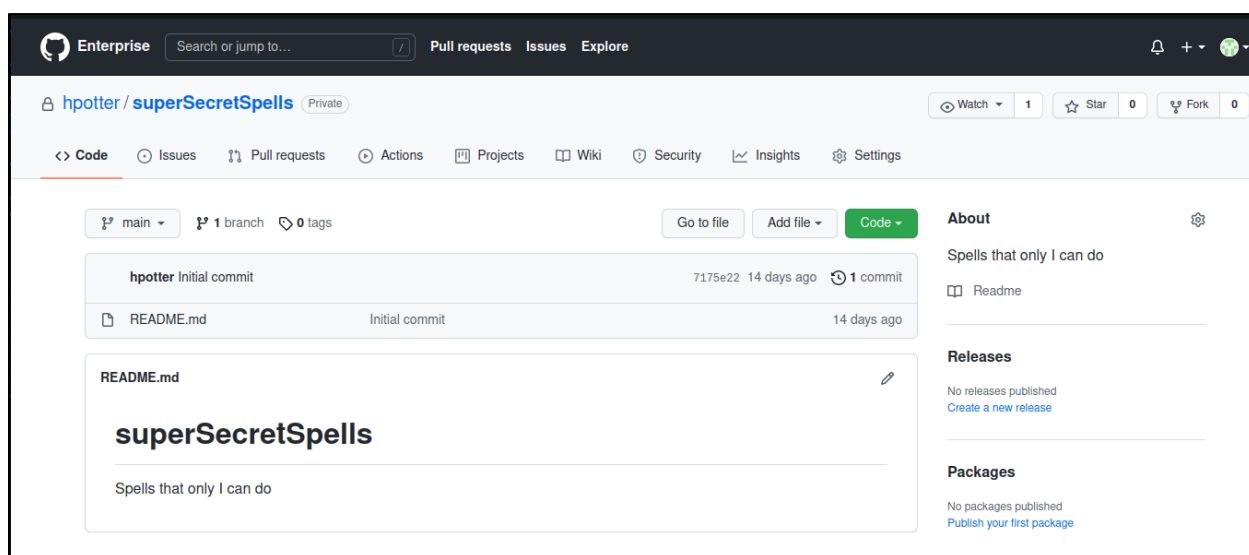 Enterprise Search or jump to... / Pull requests Issues Explore
hpotter / superSecretSpells Private Watch 1 Star 0 Fork 0
Code Issues Pull requests Actions Projects Wiki Security Insights Settings
main 1 branch 0 tags Go to file Add file Code
hpotter Initial commit 7175e22 14 days ago 1 commit
README.md Initial commit 14 days ago
README.md
superSecretSpells
Spells that only I can do
About
Spells that only I can do
Readme
Releases
No releases published
Create a new release
Packages
No packages published
Publish your first package